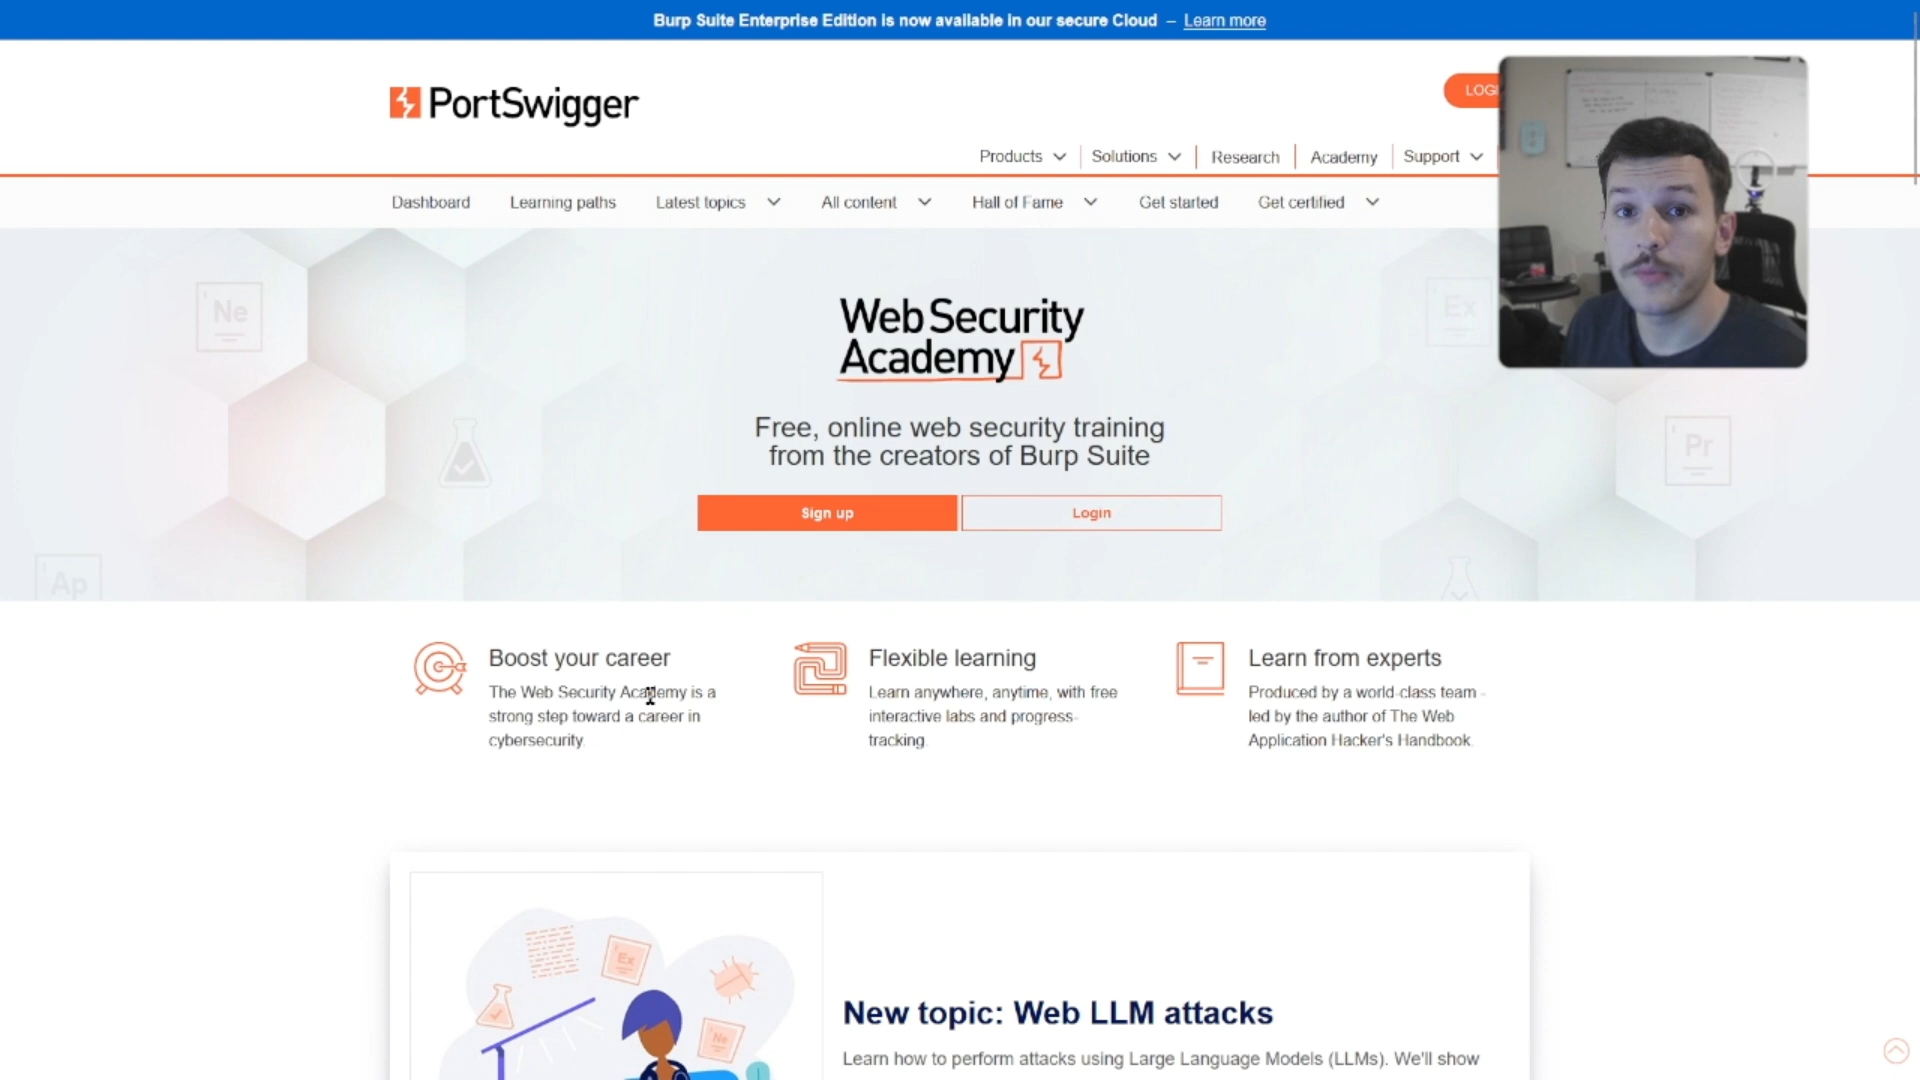 Burp Suite Enterprise Edition is now available in our secure Cloud – Learn more
PortSwigger
Products
Solutions
Research
Academy
Support
Dashboard
Learning paths
Latest topics
All content
Hall of Fame
Get started
Get certified
Ne
Ex
Web Security
Academy
Free, online web security training
from the creators of Burp Suite
Pr
Sign up
Login
Ap
Boost your career
The Web Security Academy is a
strong step toward a career in
cybersecurity.
Flexible learning
Learn anywhere, anytime, with free
interactive labs and progress-
tracking.
Learn from experts
Produced by a world-class team -
led by the author of The Web
Application Hacker's Handbook.
Ex
Ne
New topic: Web LLM attacks
Learn how to perform attacks using Large Language Models (LLMs). We'll show